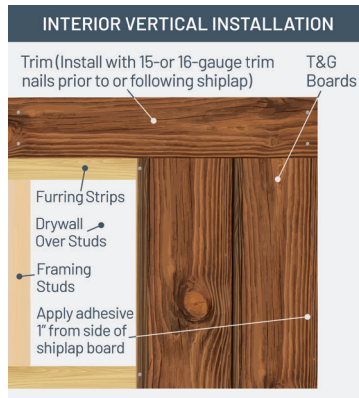 INTERIOR VERTICAL INSTALLATION
Trim (Install with 15-or 16-gauge trim
nails prior to or following shiplap)
T&G
Boards
Furring Strips
Drywall
Over Studs
Framing
Studs
Apply adhesive
1” from side of
shiplap board